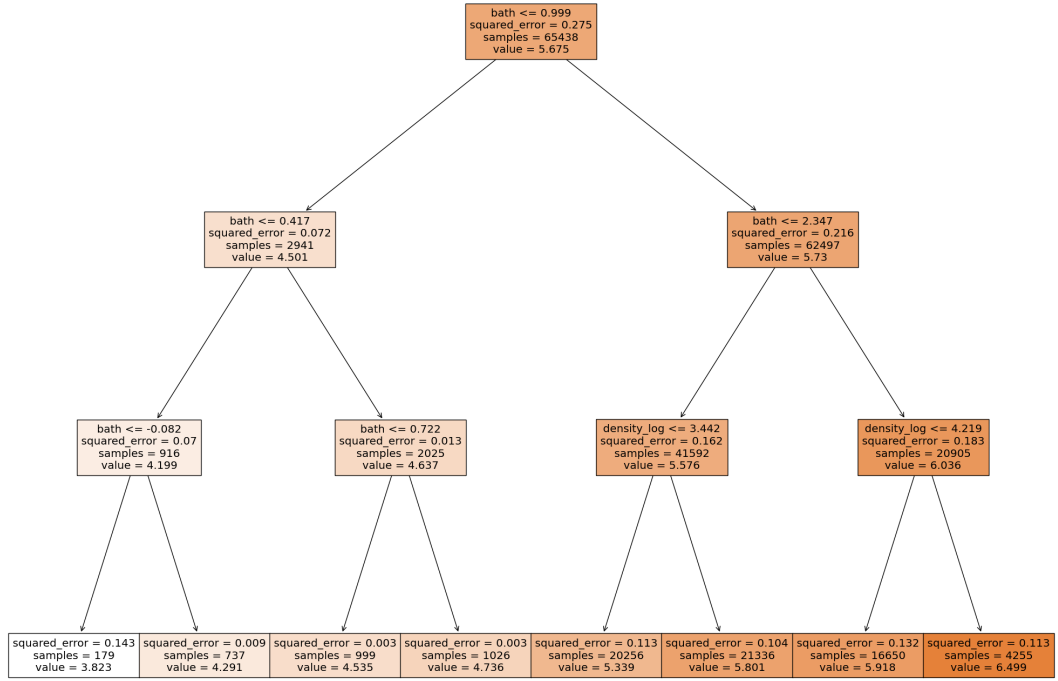 bath <= 0.999
squared_error = 0.275
samples = 65438
value = 5.675
bath <= 0.417
squared_error = 0.072
samples = 2941
value = 4.501
bath <= 2.347
squared_error = 0.216
samples = 62497
value = 5.73
bath <= -0.082
squared_error = 0.07
samples = 916
value = 4.199
bath <= 0.722
squared_error = 0.013
samples = 2025
value = 4.637
density_log <= 3.442
squared_error = 0.162
samples = 41592
value = 5.576
density_log <= 4.219
squared_error = 0.183
samples = 20905
value = 6.036
squared_error = 0.143
samples = 179
value = 3.823
squared_error = 0.009
samples = 737
value = 4.291
squared_error = 0.003
samples = 999
value = 4.535
squared_error = 0.003
samples = 1026
value = 4.736
squared_error = 0.113
samples = 20256
value = 5.339
squared_error = 0.104
samples = 21336
value = 5.801
squared_error = 0.132
samples = 16650
value = 5.918
squared_error = 0.113
samples = 4255
value = 6.499